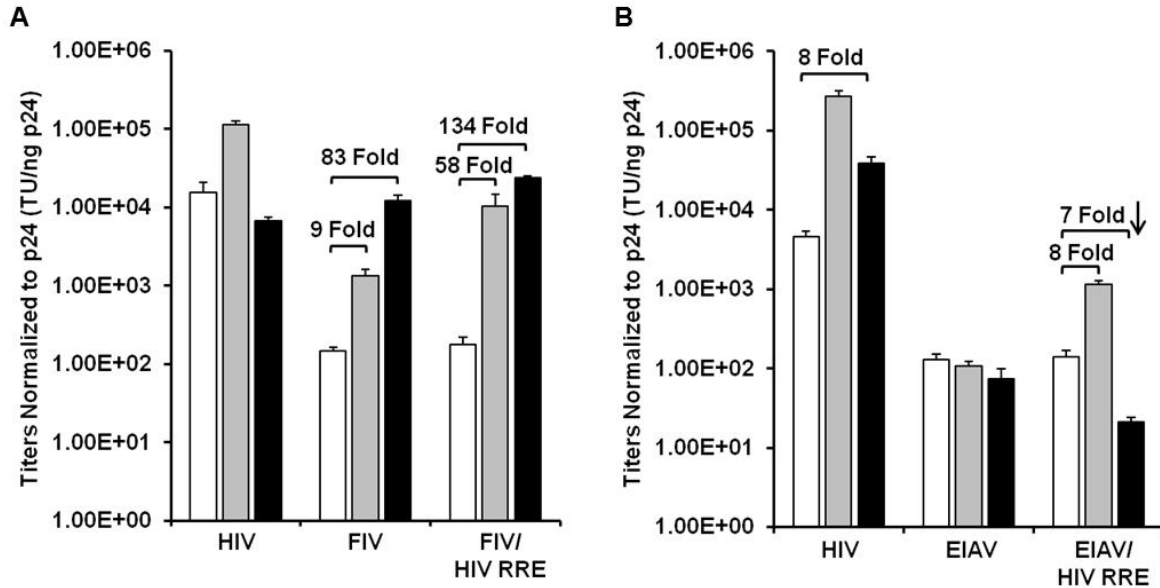 A
Titers Normalized to p24 (TU/ng p24)
1.00E+06
1.00E+05
1.00E+04
1.00E+03
1.00E+02
1.00E+01
1.00E+00
9 Fold
83 Fold
134 Fold
58 Fold
HIV
FIV
FIV/
HIV RRE
B
Titers Normalized to p24 (TU/ng p24)
1.00E+06
1.00E+05
1.00E+04
1.00E+03
1.00E+02
1.00E+01
1.00E+00
8 Fold
7 Fold
8 Fold
HIV
EIAV
EIAV/
HIV RRE